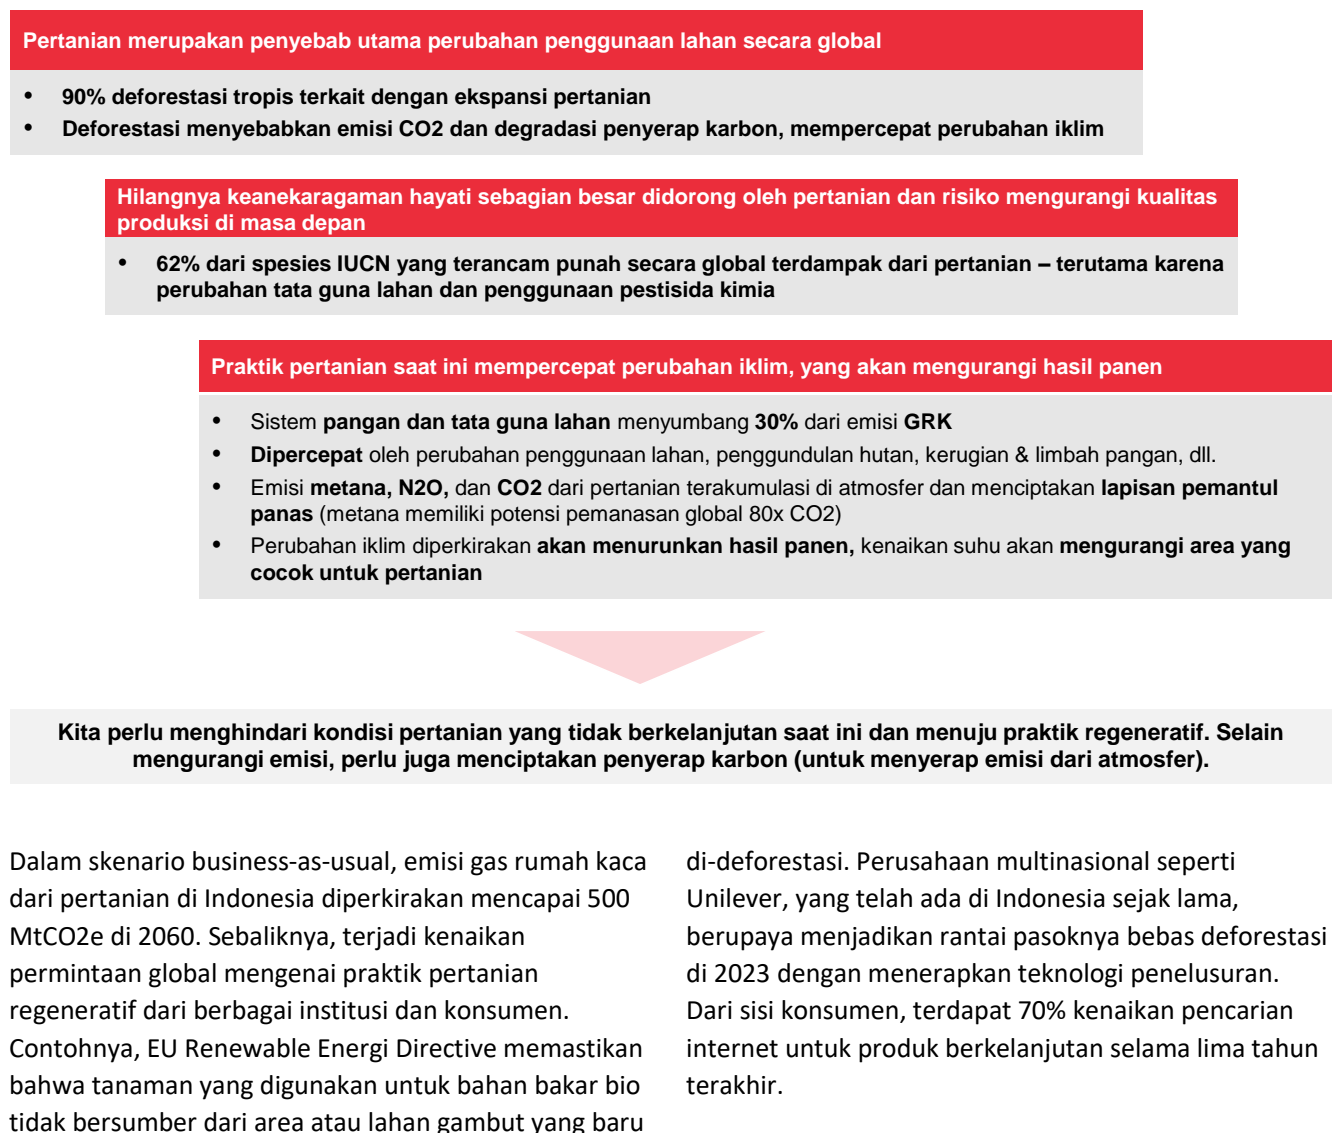 Pertanian merupakan penyebab utama perubahan penggunaan lahan secara global
• 90% deforestasi tropis terkait dengan ekspansi pertanian
• Deforestasi menyebabkan emisi CO2 dan degradasi penyerap karbon, mempercepat perubahan iklim
Hilangnya keanekaragaman hayati sebagian besar didorong oleh pertanian dan risiko mengurangi kualitas
produksi di masa depan
• 62% dari spesies IUCN yang terancam punah secara global terdampak dari pertanian – terutama karena
perubahan tata guna lahan dan penggunaan pestisida kimia
Praktik pertanian saat ini mempercepat perubahan iklim, yang akan mengurangi hasil panen
• Sistem pangan dan tata guna lahan menyumbang 30% dari emisi GRK
• Dipercepat oleh perubahan penggunaan lahan, penggundulan hutan, kerugian & limbah pangan, dll.
• Emisi metana, N2O, dan CO2 dari pertanian terakumulasi di atmosfer dan menciptakan lapisan pemantul
panas (metana memiliki potensi pemanasan global 80x CO2)
• Perubahan iklim diperkirakan akan menurunkan hasil panen, kenaikan suhu akan mengurangi area yang
cocok untuk pertanian
Kita perlu menghindari kondisi pertanian yang tidak berkelanjutan saat ini dan menuju praktik regeneratif. Selain
mengurangi emisi, perlu juga menciptakan penyerap karbon (untuk menyerap emisi dari atmosfer).
Dalam skenario business-as-usual, emisi gas rumah kaca
dari pertanian di Indonesia diperkirakan mencapai 500
MtCO2e di 2060. Sebaliknya, terjadi kenaikan
permintaan global mengenai praktik pertanian
regeneratif dari berbagai institusi dan konsumen.
Contohnya, EU Renewable Energi Directive memastikan
bahwa tanaman yang digunakan untuk bahan bakar bio
tidak bersumber dari area atau lahan gambut yang baru
di-deforestasi. Perusahaan multinasional seperti
Unilever, yang telah ada di Indonesia sejak lama,
berupaya menjadikan rantai pasoknya bebas deforestasi
di 2023 dengan menerapkan teknologi penelusuran.
Dari sisi konsumen, terdapat 70% kenaikan pencarian
internet untuk produk berkelanjutan selama lima tahun
terakhir.